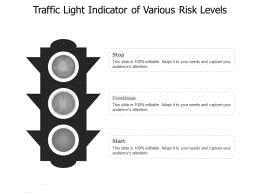 Traffic Light Indicator of Various Risk Levels
Stop
This slide is 100% editable. Adapt it to your needs and capture your
audience's attention.
Continue
This slide is 100% editable. Adapt it to your needs and capture your
audience's attention.
Start
This slide is 100% editable. Adapt it to your needs and capture your
audience's attention.